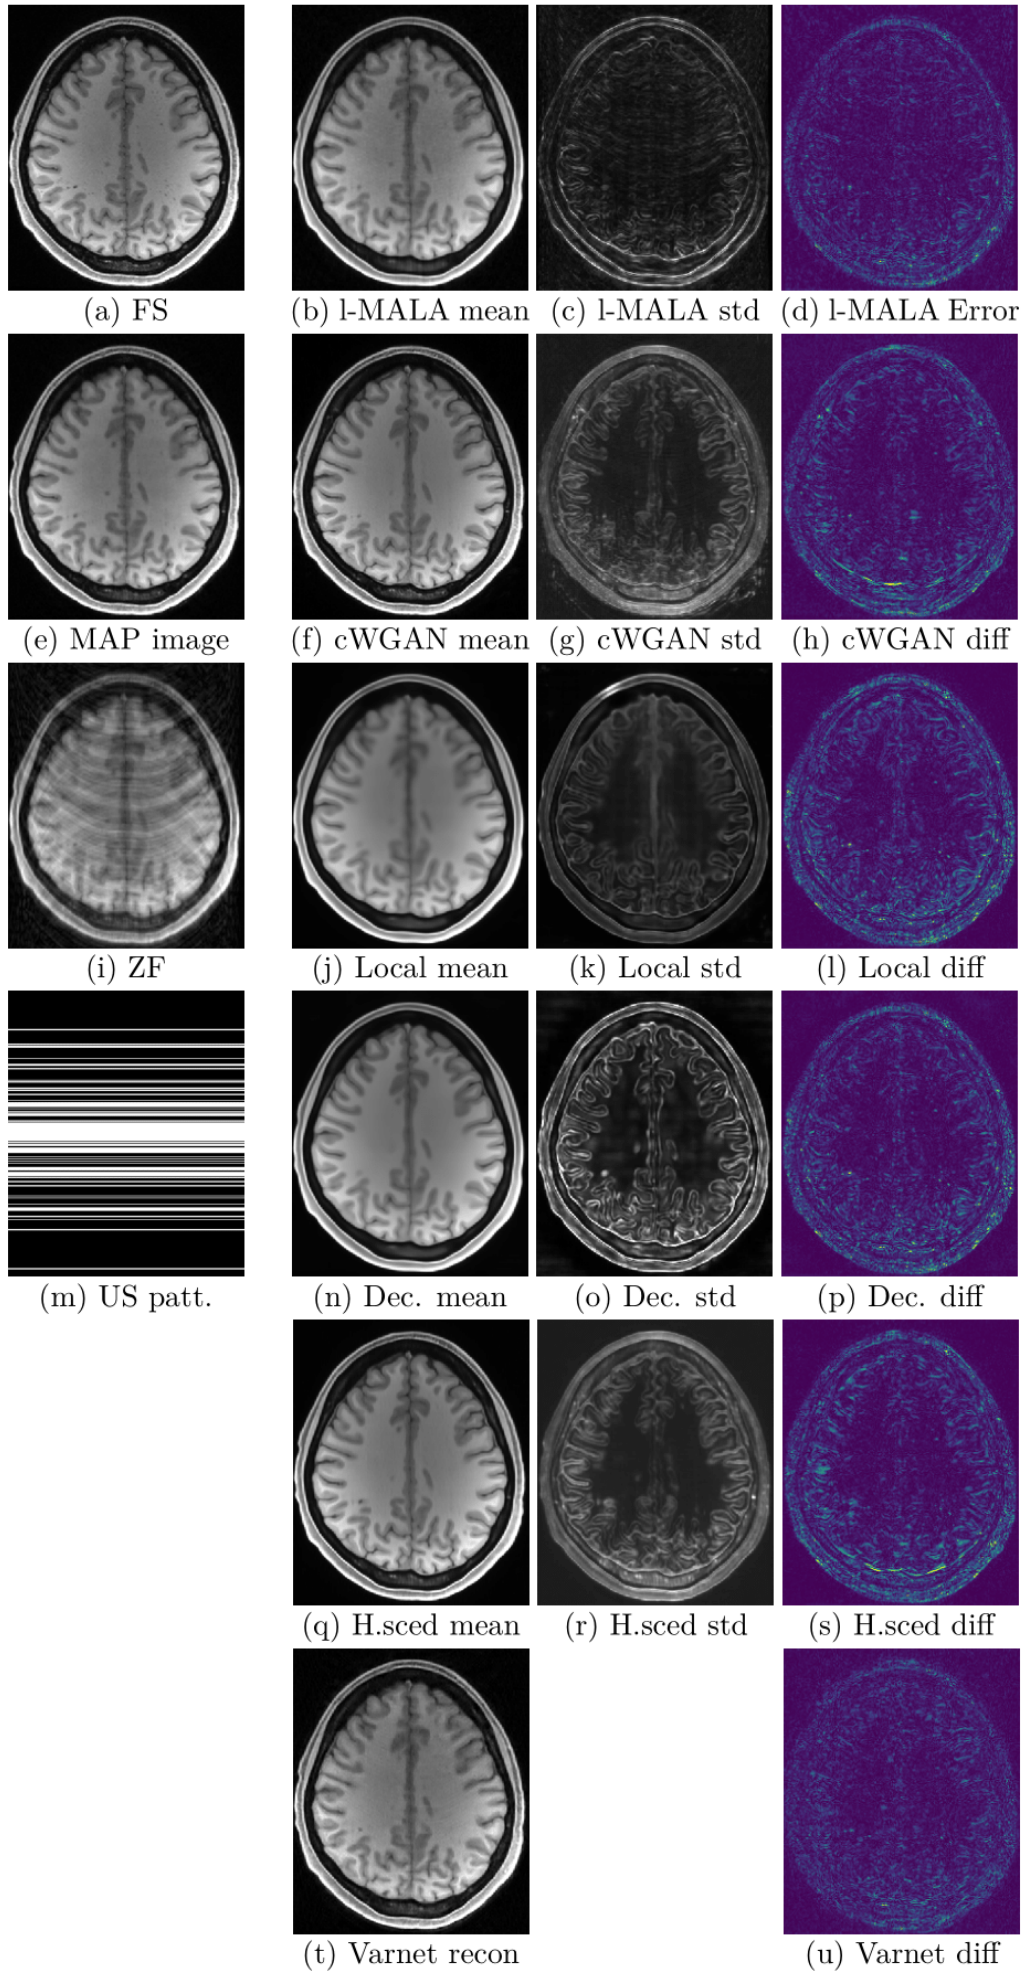 (a) FS
(b) l-MALA mean
(c) l-MALA std
(d) l-MALA Error
(e) MAP image
(f) cWGAN mean
(g) cWGAN std
(h) cWGAN diff
(i) ZF
(j) Local mean
(k) Local std
(l) Local diff
(m) US patt.
(n) Dec. mean
(o) Dec. std
(p) Dec. diff
(q) H.sced mean
(r) H.sced std
(s) H.sced diff
(t) Varnet recon
(u) Varnet diff